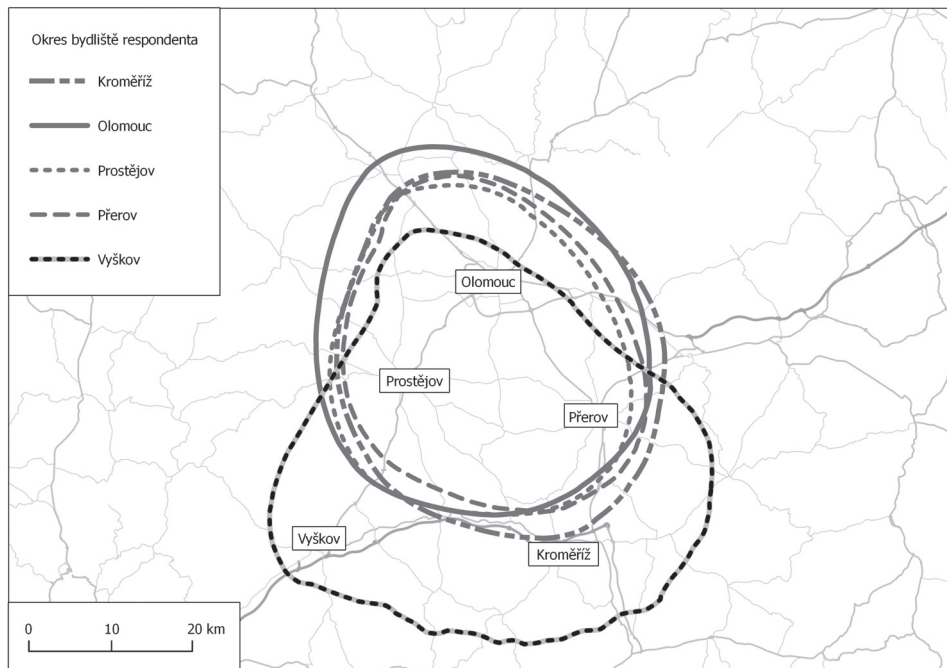 Okres bydliště respondenta
Kroměříž
Olomouc
Prostějov
Přerov
Vyškov
Olomouc
Prostějov
Přerov
Vyškov
Kroměříž
0 10 20 km